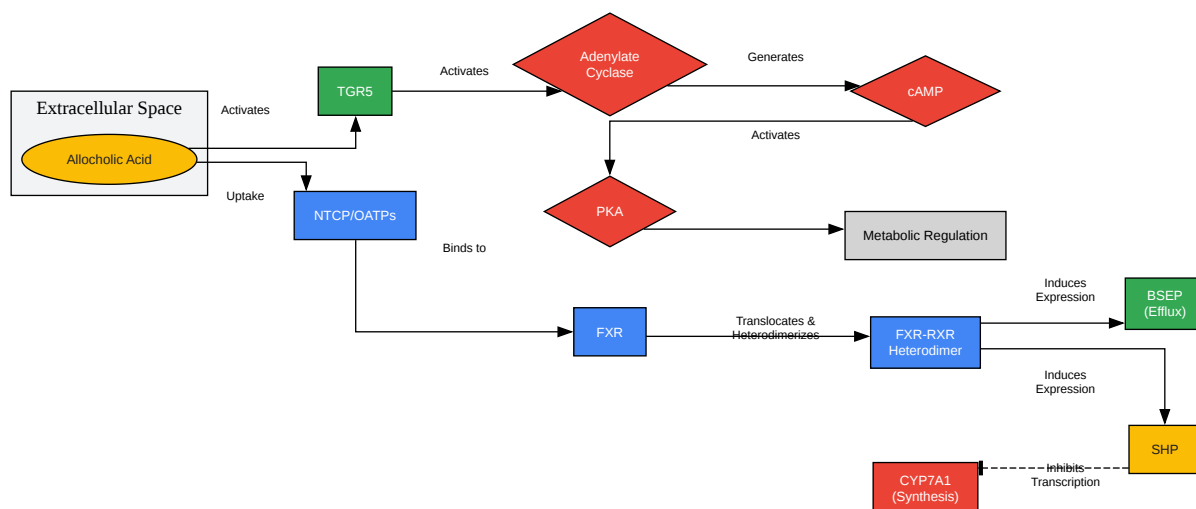 Extracellular Space
Allocholic Acid
Activates
Uptake
TGR5
NTCP/OATPs
Activates
Adenylate
Cyclase
Generates
cAMP
Activates
PKA
Metabolic Regulation
Binds to
FXR
Translocates &
Heterodimerizes
FXR-RXR
Heterodimer
Induces
Expression
BSEP
(Efflux)
Induces
Expression
SHP
Inhibits
Transcription
CYP7A1
(Synthesis)